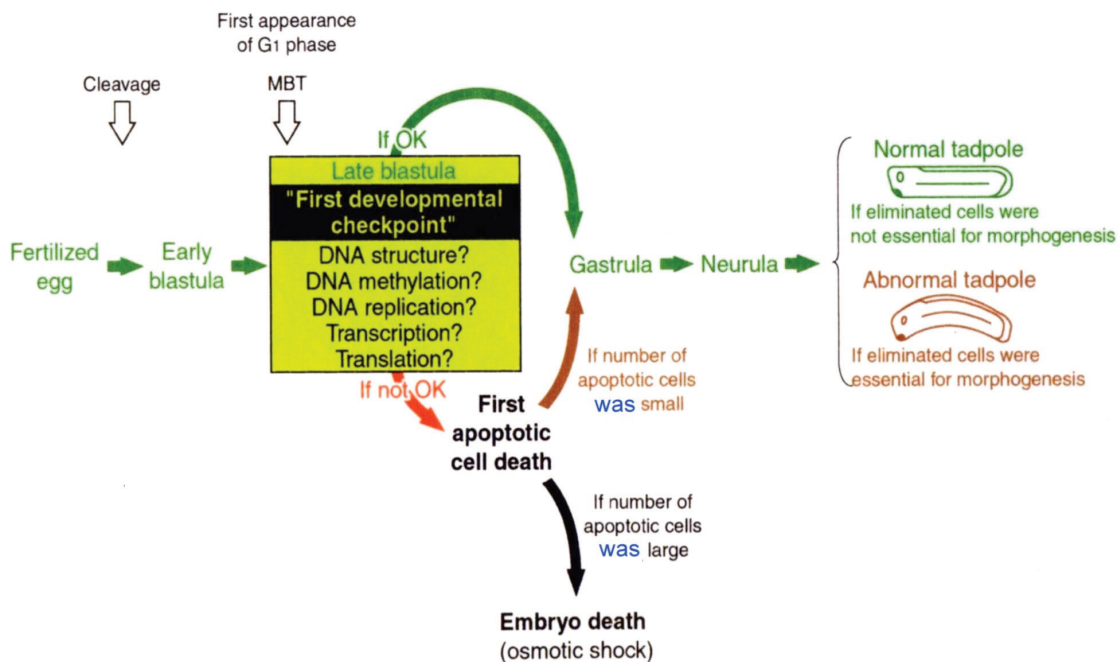 First appearance
of G1 phase
Cleavage
MBT
If OK
Late blastula
"First developmental
checkpoint"
DNA structure?
DNA methylation?
DNA replication?
Transcription?
Translation?
If not OK
Fertilized
egg
Early
blastula
Gastrula
Neurula
Normal tadpole
If eliminated cells were
not essential for morphogenesis
Abnormal tadpole
If eliminated cells were
essential for morphogenesis
If number of
apoptotic cells
was small
First
apoptotic
cell death
If number of
apoptotic cells
was large
Embryo death
(osmotic shock)